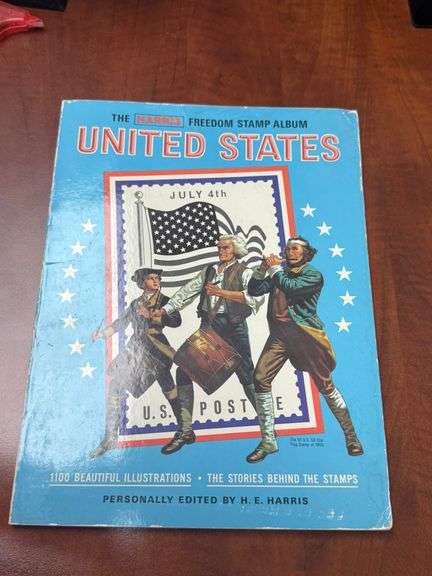 THE HARRIS FREEDOM STAMP ALBUM
UNITED STATES
JULY 4th
U.S. POST E
1100 BEAUTIFUL ILLUSTRATIONS • THE STORIES BEHIND THE STAMPS
PERSONALLY EDITED BY H. E. HARRIS